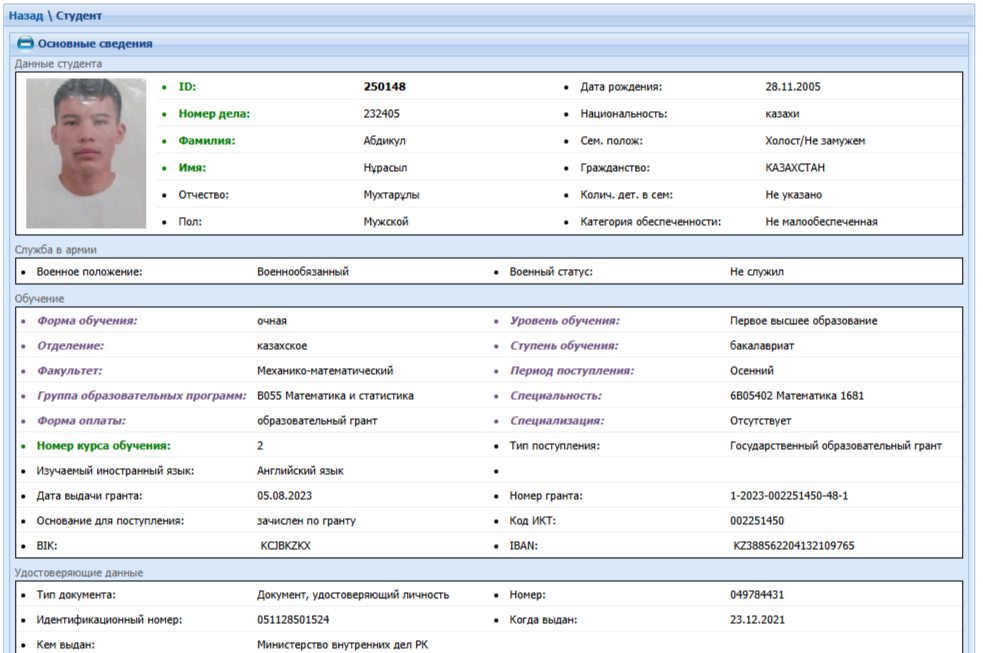 Назад \ Студент
Основные сведения
Данные студента
ID: 250148 Дата рождения: 28.11.2005
Номер дела: 232405 Национальность: казахи
Фамилия: Абдикул Сем. полож: Холост/Не замужем
Имя: Нұрасыл Гражданство: КАЗАХСТАН
Отчество: Мухтарұлы Колич. дет. в сем: Не указано
Пол: Мужской Категория обеспеченности: Не малообеспеченная
Служба в армии
Военное положение: Военнообязанный Военный статус: Не служил
Обучение
Форма обучения: очная Уровень обучения: Первое высшее образование
Отделение: казахское Ступень обучения: бакалавриат
Факультет: Механико-математический Период поступления: Осенний
Группа образовательных программ: B055 Математика и статистика Специальность: 6B05402 Математика 1681
Форма оплаты: образовательный грант Специализация: Отсутствует
Номер курса обучения: 2 Тип поступления: Государственный образовательный грант
Изучаемый иностранный язык: Английский язык
Дата выдачи гранта: 05.08.2023 Номер гранта: 1-2023-002251450-48-1
Основание для поступления: зачислен по гранту Код ИКТ: 002251450
BIK: KCJBKZKX IBAN: KZ388562204132109765
Удостоверяющие данные
Тип документа: Документ, удостоверяющий личность Номер: 049784431
Идентификационный номер: 051128501524 Когда выдан: 23.12.2021
Кем выдан: Министерство внутренних дел РК